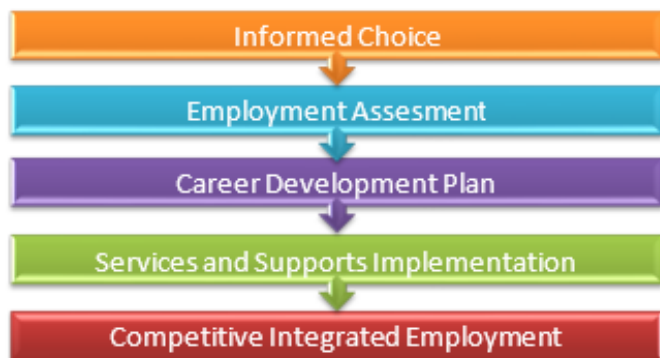 Informed Choice
Employment Assesment
Career Development Plan
Services and Supports Implementation
Competitive Integrated Employment